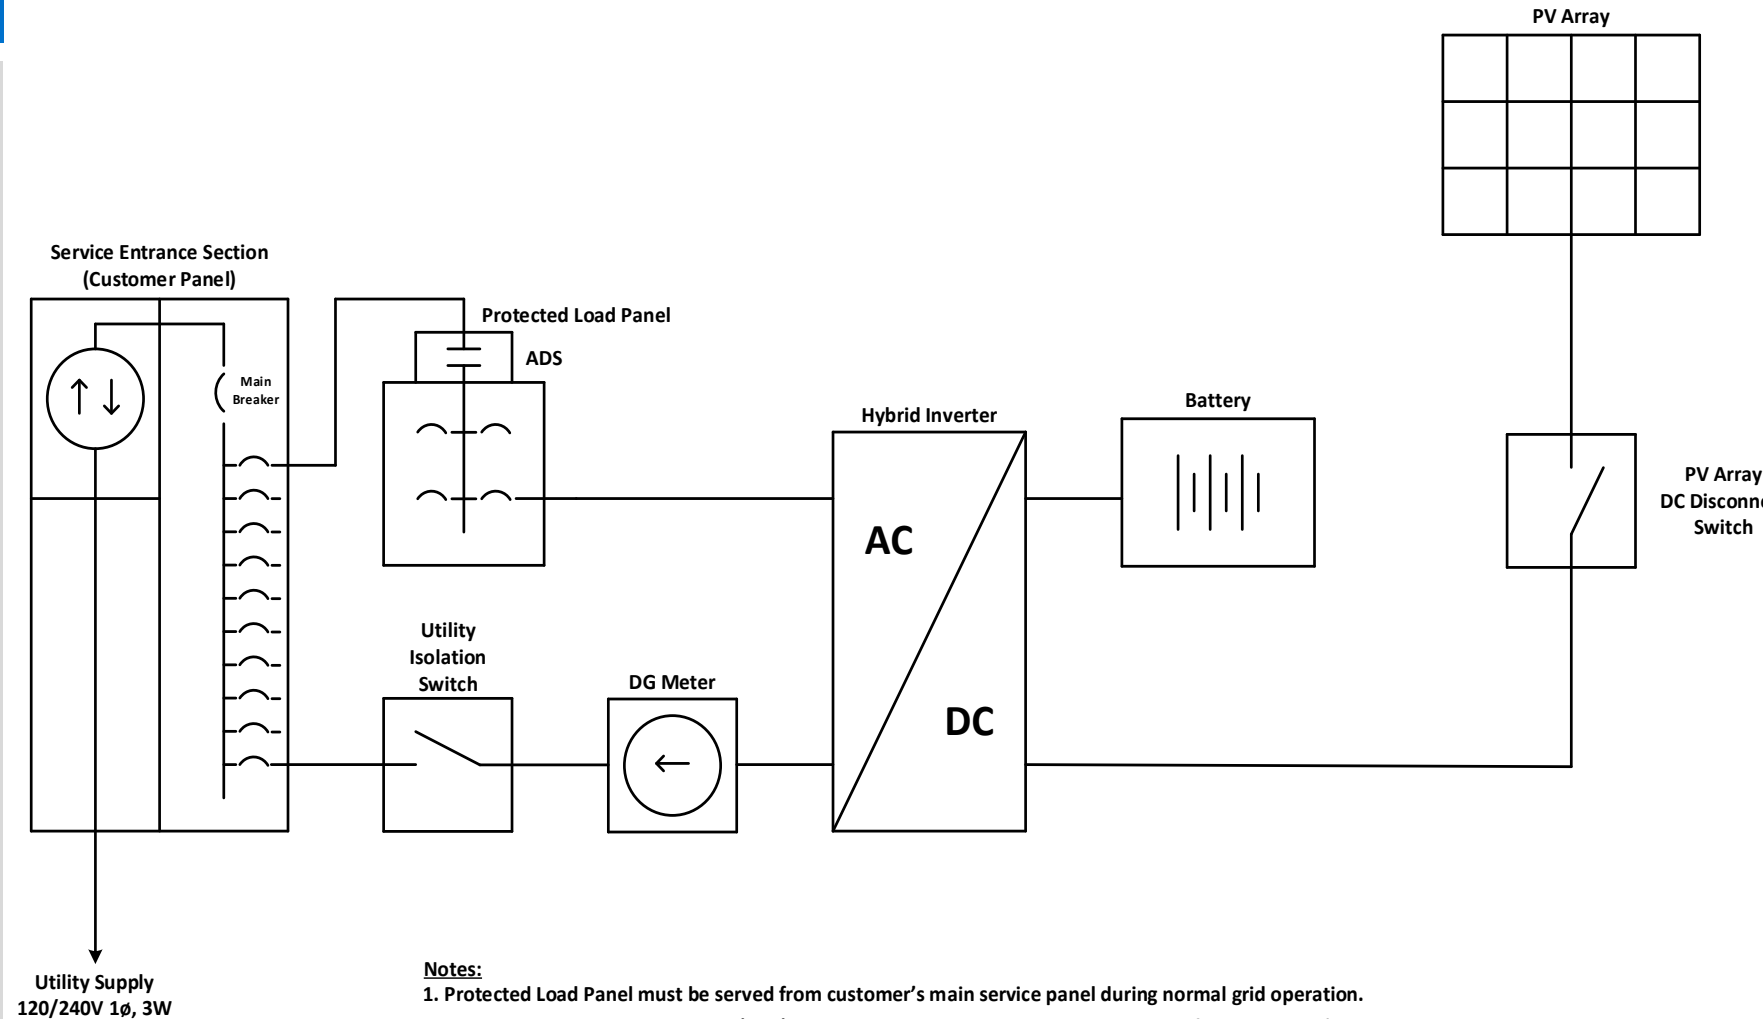 PV Array
Service Entrance Section
(Customer Panel)
Main
Breaker
Protected Load Panel
ADS
Hybrid Inverter
AC
DC
Battery
PV Array
DC
Switch
Utility
Isolation
Switch
DG Meter
Utility Supply
120/240V 1ø, 3W
Notes:
1. Protected Load Panel must be served from customer’s main service panel during normal grid operation.